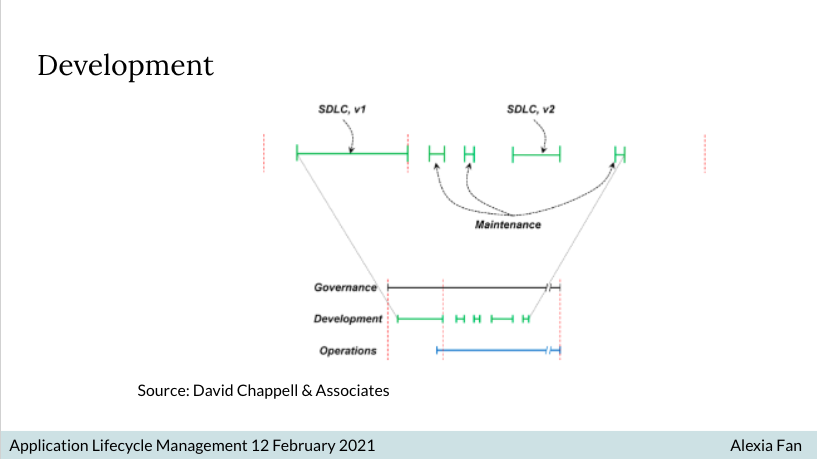 Development
SDLC, v1
SDLC, v2
Maintenance
Governance
Development
Operations
Source: David Chappell & Associates
Application Lifecycle Management 12 February 2021
Alexia Fan